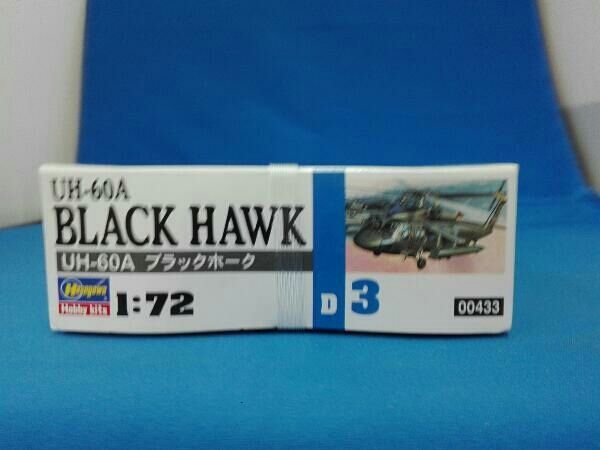 UH-60A
BLACK HAWK
UH-60A ブラックホーク
Hasegawa
Hobby kits
1:72
D 3
00433